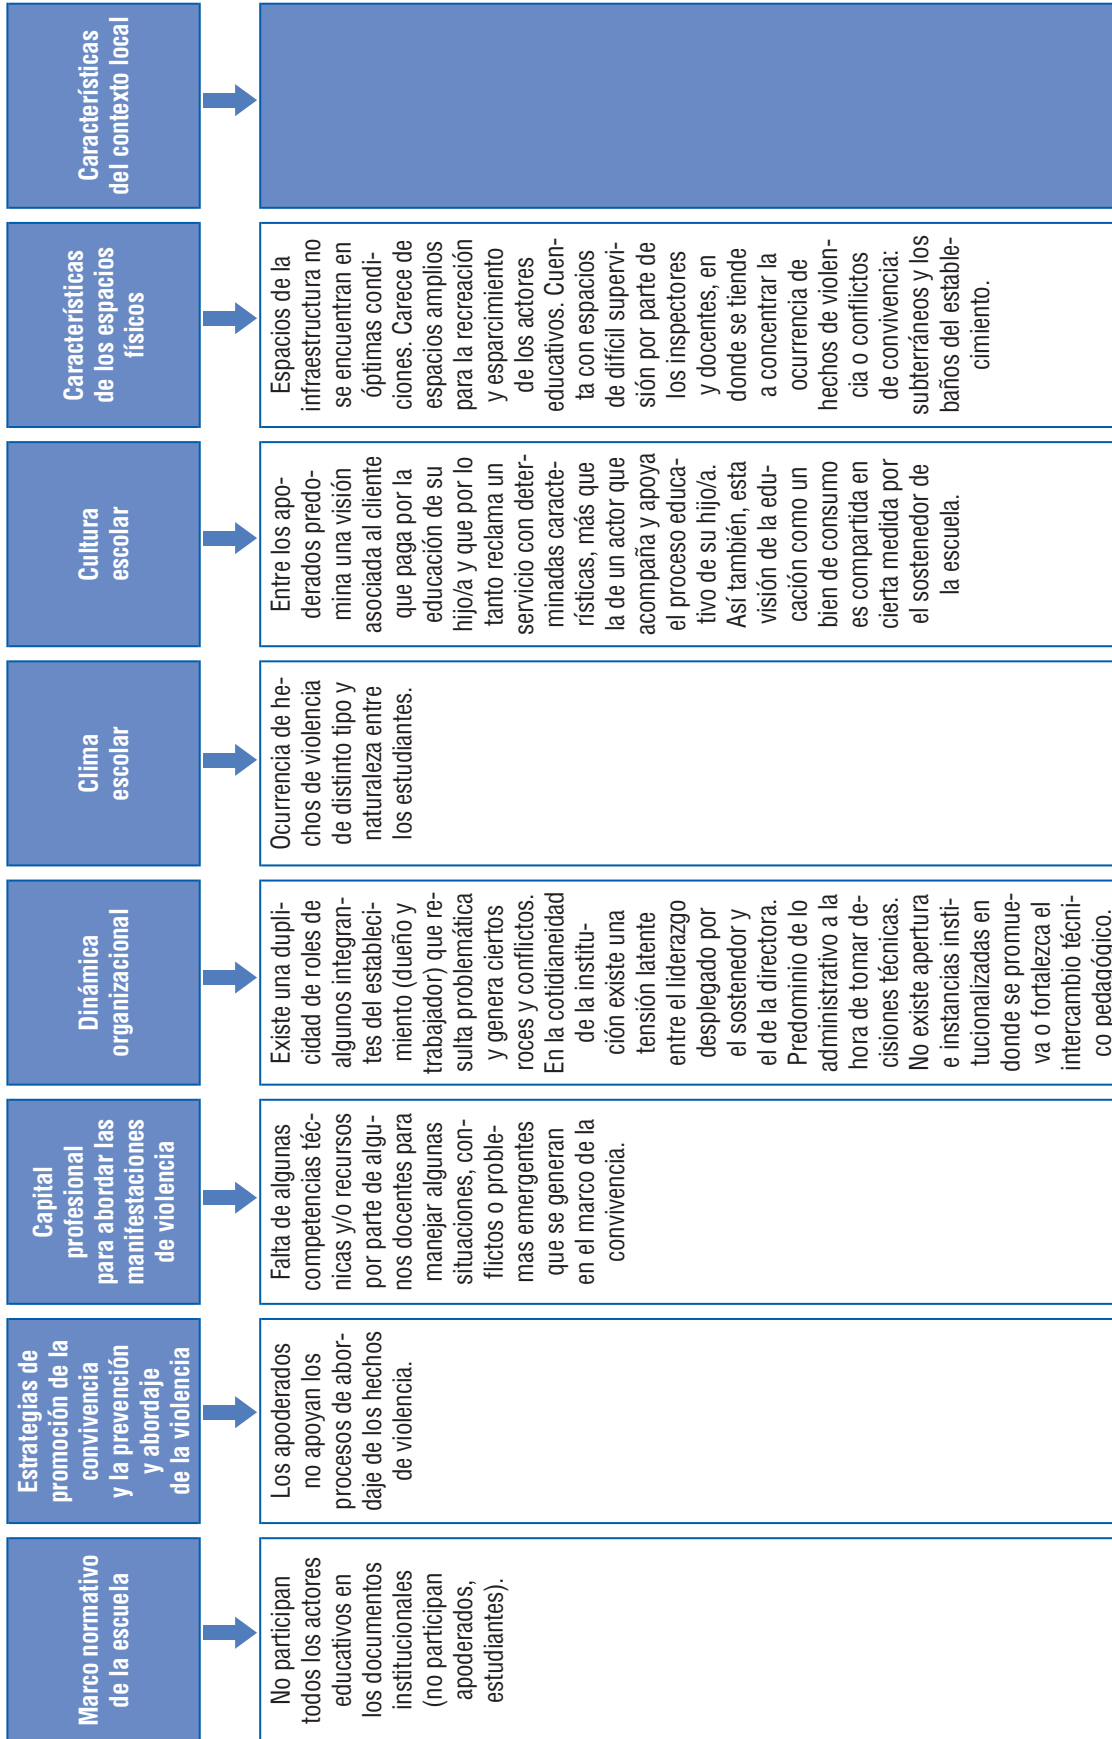 Marco normativo
de la escuela
No participan
todos los actores
educativos en
los documentos
institucionales
(no participan
apoderados,
estudiantes).
Estrategias de
promoción de la
convivencia
y la prevención
y abordaje
de la violencia
Los apoderados
no apoyan los
procesos de abor-
daje de los hechos
de violencia.
Capital
profesional
para abordar las
manifestaciones
de violencia
Falta de algunas
competencias téc-
nicas y/o recursos
por parte de algu-
nos docentes para
manejar algunas
situaciones, con-
flictos o proble-
mas emergentes
que se generan
en el marco de la
convivencia.
Dinámica
organizacional
Existe una dupli-
cidad de roles de
algunos integran-
tes del estableci-
miento (dueño y
trabajador) que re-
sulta problemática
y genera ciertos
roces y conflictos.
En la cotidianeidad
de la institu-
ción existe una
tensión latente
entre el liderazgo
desplegado por
el sostenedor y
el de la directora.
Predominio de lo
administrativo a la
hora de tomar de-
cisiones técnicas.
No existe apertura
e instancias insti-
tucionalizadas en
donde se promue-
va o fortalezca el
intercambio técni-
co pedagógico.
Clima
escolar
Ocurrencia de he-
chos de violencia
de distinto tipo y
naturaleza entre
los estudiantes.
Cultura
escolar
Entre los apo-
derados predo-
mina una visión
asociada al cliente
que paga por la
educación de su
hijo/a y que por lo
tanto reclama un
servicio con deter-
minadas caracte-
rísticas, más que
la de un actor que
acompaña y apoya
el proceso educa-
tivo de su hijo/a.
Así también, esta
visión de la edu-
cación como un
bien de consumo
es compartida en
cierta medida por
el sostenedor de
la escuela.
Características
de los espacios
físicos
Espacios de la
infraestructura no
se encuentran en
óptimas condi-
ciones. Carece de
espacios amplios
para la recreación
y esparcimiento
de los actores
educativos. Cuen-
ta con espacios
de difícil supervi-
sión por parte de
los inspectores
y docentes, en
donde se tiende
a concentrar la
ocurrencia de
hechos de violen-
cia o conflictos
de convivencia:
subterráneos y los
baños del estable-
cimiento.
Características
del contexto local